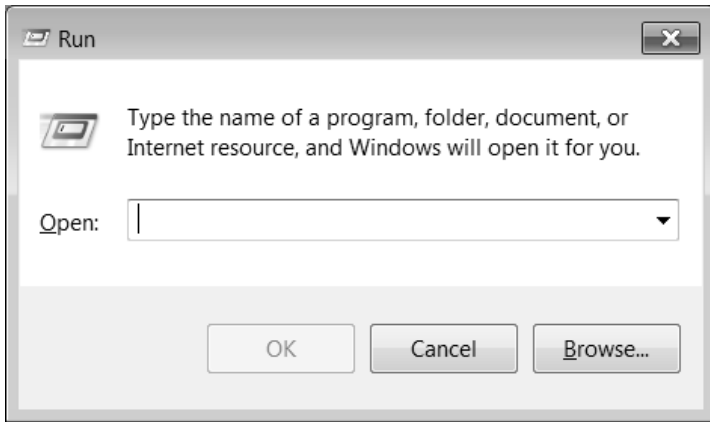 Run
Type the name of a program, folder, document, or
Internet resource, and Windows will open it for you.
Open:
OK Cancel Browse...